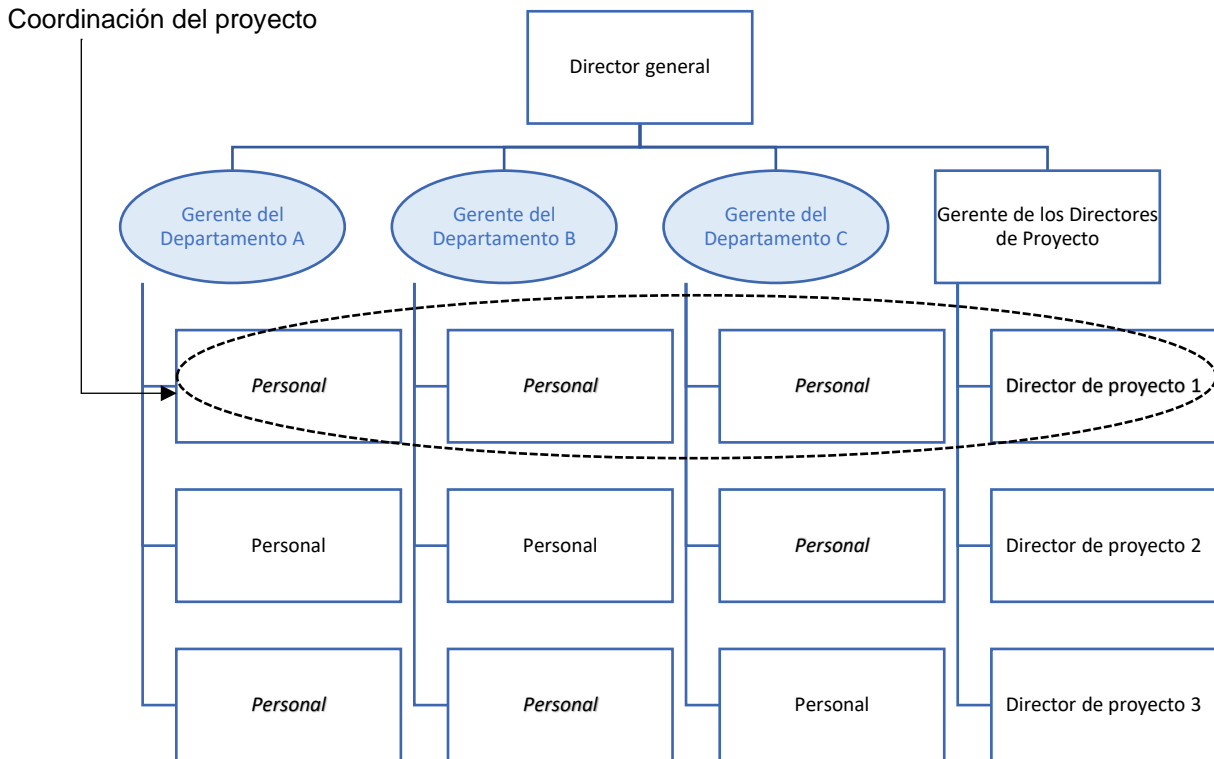 Coordinación del proyecto
Director general
Gerente del
Departamento A
Gerente del
Departamento B
Gerente del
Departamento C
Gerente de los Directores
de Proyecto
Personal
Personal
Personal
Director de proyecto 1
Personal
Personal
Personal
Director de proyecto 2
Personal
Personal
Personal
Director de proyecto 3